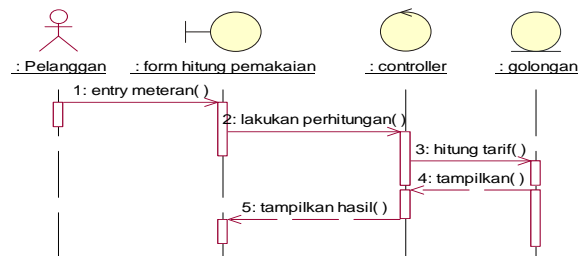 : Pelanggan
: form hitung pemakaian
: controller
: golongan
1: entry meteran( )
2: lakukan perhitungan( )
3: hitung tarif( )
4: tampilkan( )
5: tampilkan hasil( )